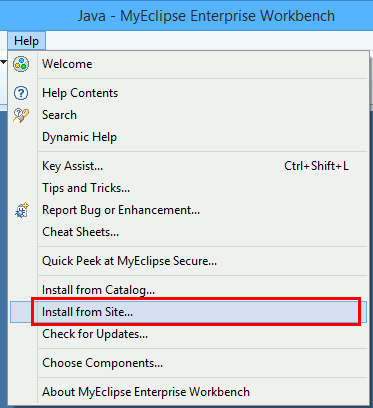 Java - MyEclipse Enterprise Workbench
Help
Welcome
Help Contents
Search
Dynamic Help
Key Assist... Ctrl+Shift+L
Tips and Tricks...
Report Bug or Enhancement...
Cheat Sheets...
Quick Peek at MyEclipse Secure...
Install from Catalog...
Install from Site...
Check for Updates...
Choose Components...
About MyEclipse Enterprise Workbench